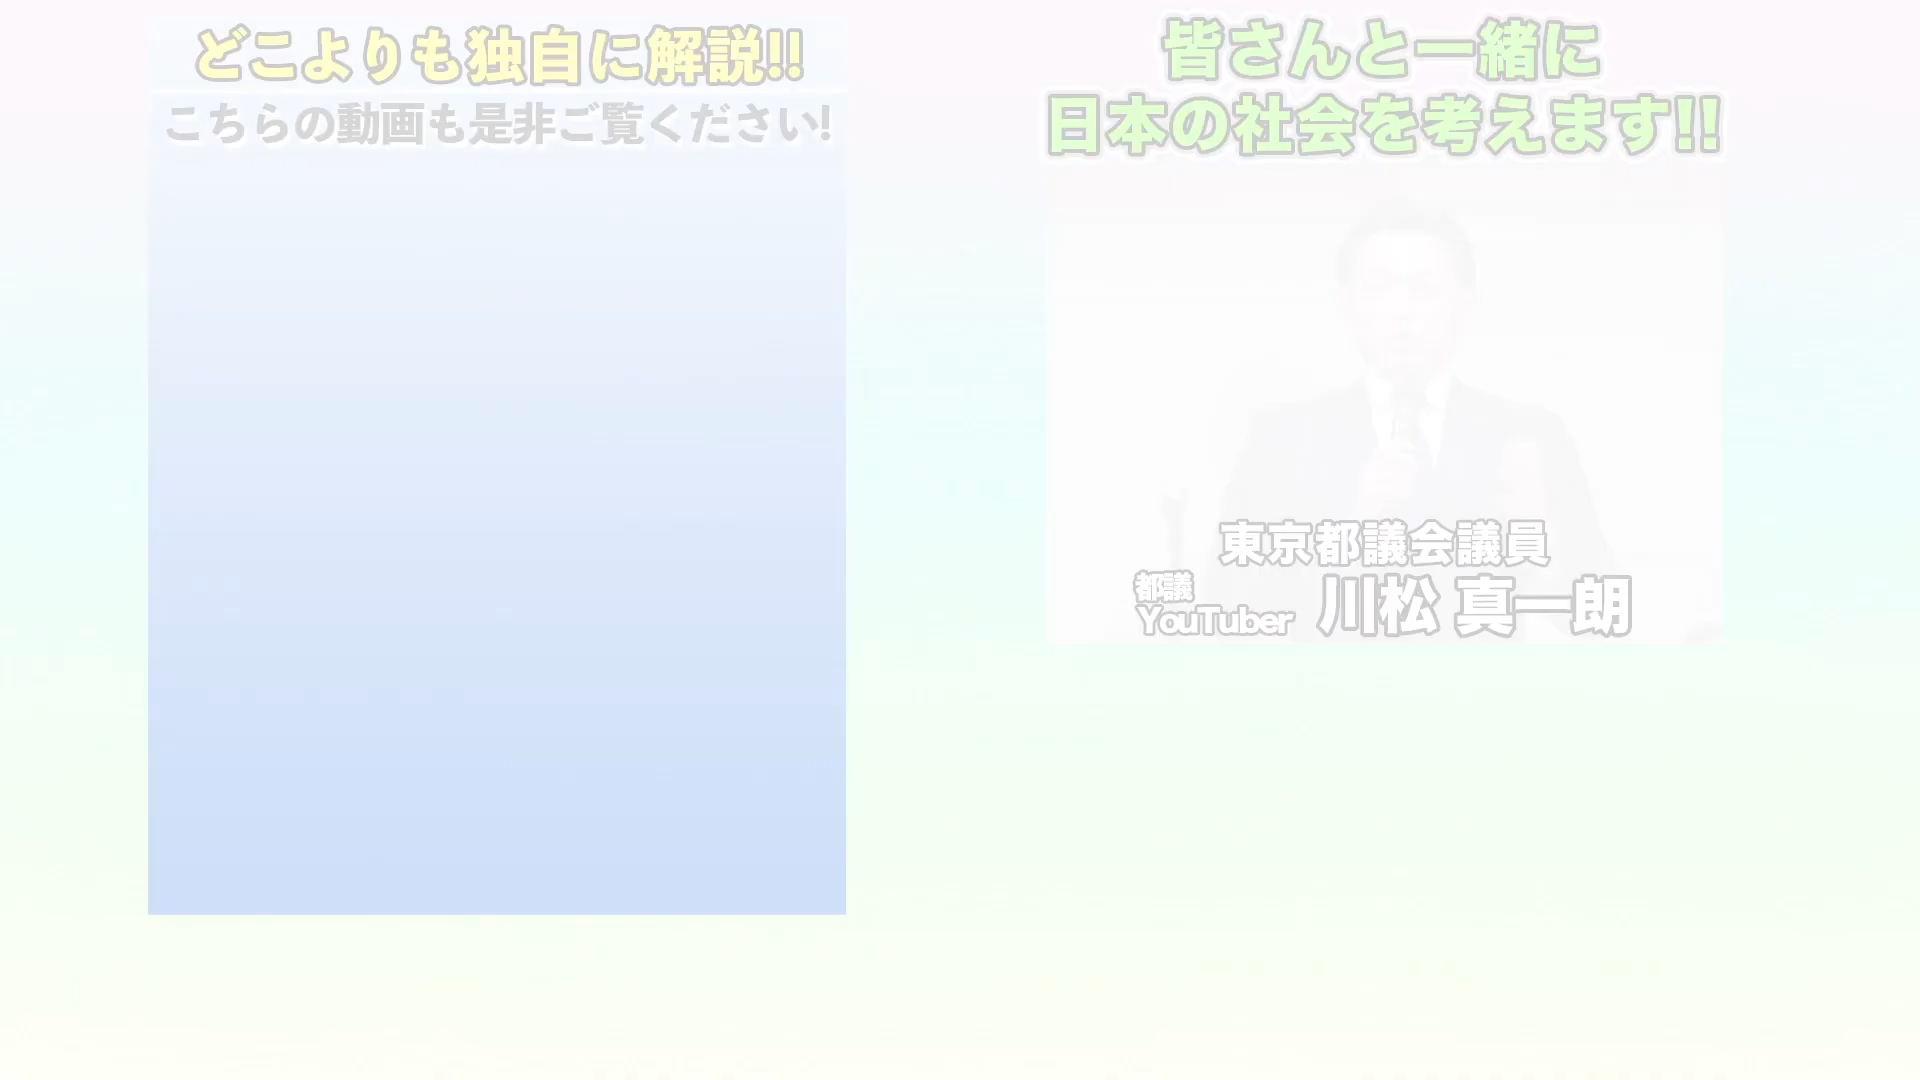 どこよりも独自に解説!!
こちらの動画も是非ご覧ください!
皆さんと一緒に
日本の社会を考えます!!
東京都議会議員
都議
YouTuber 川松 真一朗